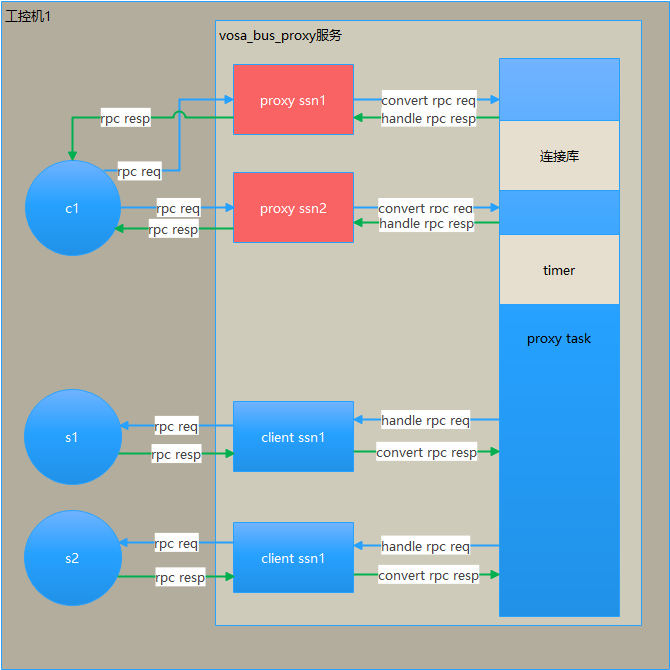 工控机1
vosa_bus_proxy服务
proxy ssn1
convert rpc req
handle rpc resp
rpc resp
连接库
rpc req
c1
rpc req
proxy ssn2
convert rpc req
rpc resp
handle rpc resp
timer
proxy task
s1
rpc req
client ssn1
handle rpc req
rpc resp
convert rpc resp
s2
rpc req
client ssn1
handle rpc req
rpc resp
convert rpc resp